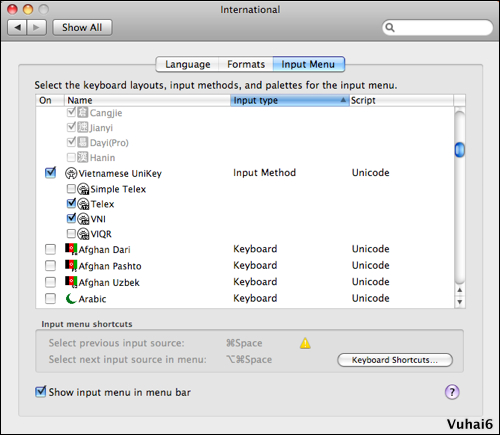 International
Show All
Language Formats Input Menu
Select the keyboard layouts, input methods, and palettes for the input menu.
On Name Input type Script
Cangjie
Jianyi
Dayi(Pro)
Hanin
Vietnamese UniKey Input Method Unicode
Simple Telex
Telex
VNI
VIQR
Afghan Dari Keyboard Unicode
Afghan Pashto Keyboard Unicode
Afghan Uzbek Keyboard Unicode
Arabic Keyboard Unicode
Input menu shortcuts
Select previous input source: ⌘Space
Select next input source in menu: ⌥⌘Space Keyboard Shortcuts...
Show input menu in menu bar ?
Vuhai6